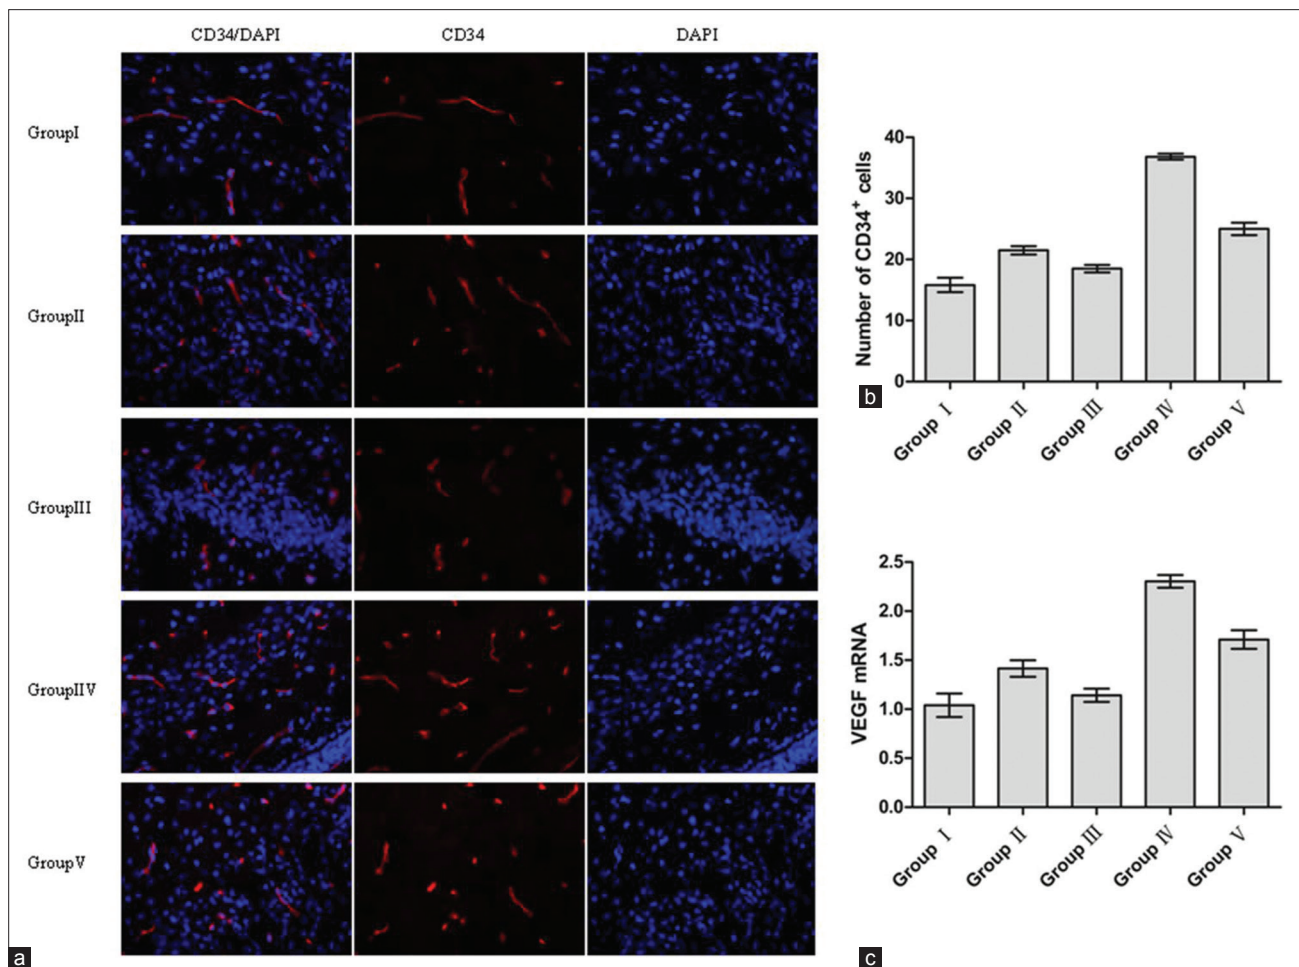 CD34/DAPI CD34 DAPI
GroupI
GroupII
GroupIII
GroupIIV
GroupV
a
40
30
20
10
0
Number of CD34+ cells
Group I Group II Group III Group IV Group V
b
2.5
2.0
1.5
1.0
0.5
0.0
VEGF mRNA
Group I Group II Group III Group IV Group V
c